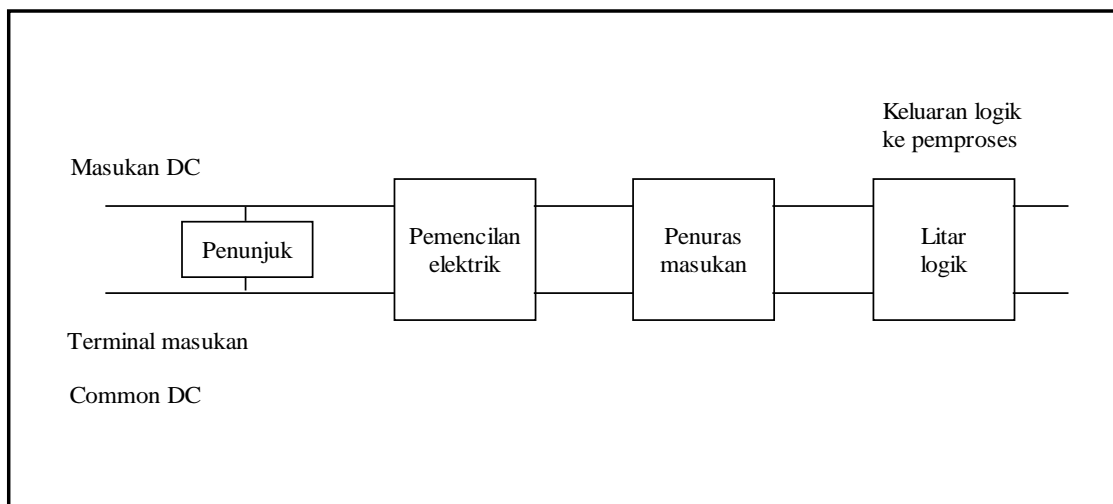 Keluaran logik
ke pemproses
Masukan DC
Penunjuk
Pemencilan
elektrik
Penuras
masukan
Litar
logik
Terminal masukan
Common DC